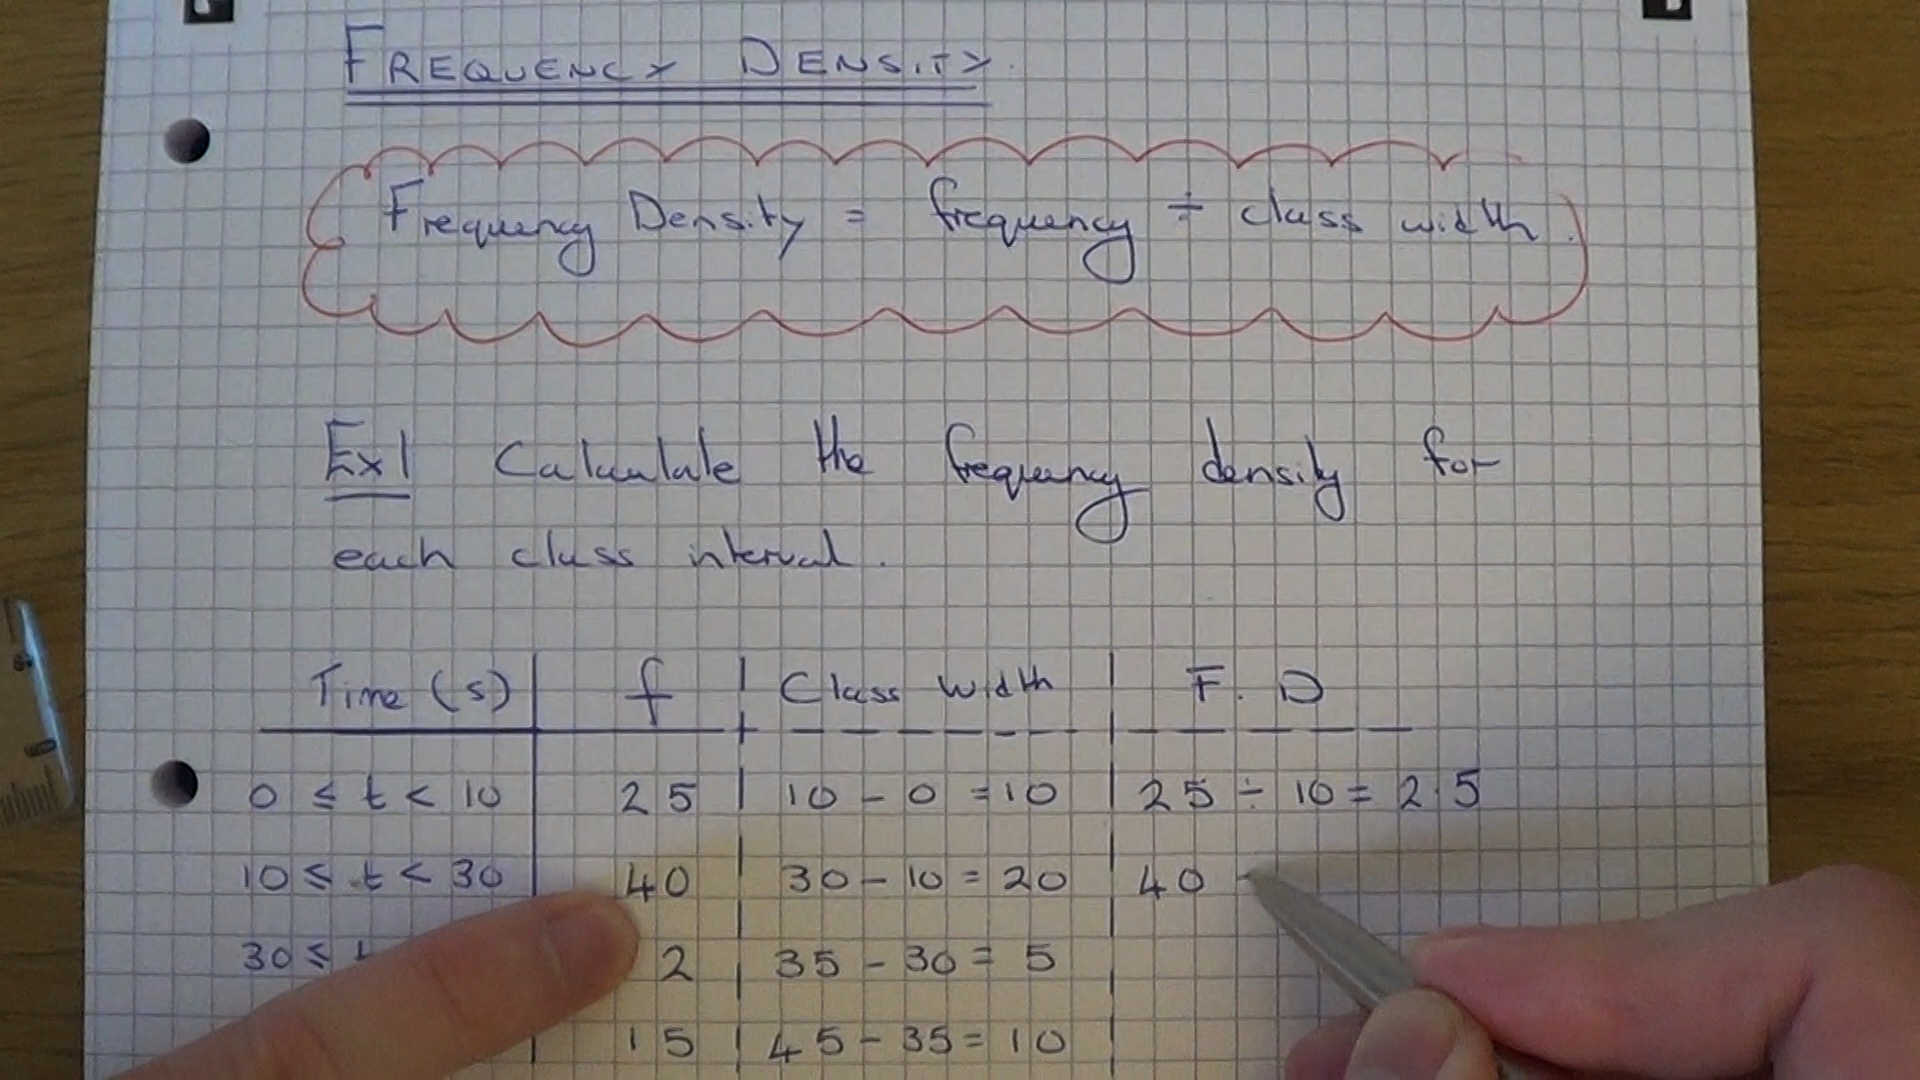 FREQUENCY DENSITY.
Frequency Density = frequency ÷ class width.
Ex1 Calculate the frequency density for
each class interval.
Time (s) f Class Width F.D
0 ≤ t < 10 25 10 - 0 = 10 25 ÷ 10 = 2.5
10 ≤ t < 30 40 30 - 10 = 20 40
30 ≤ t 2 35 - 30 = 5
15 45 - 35 = 10